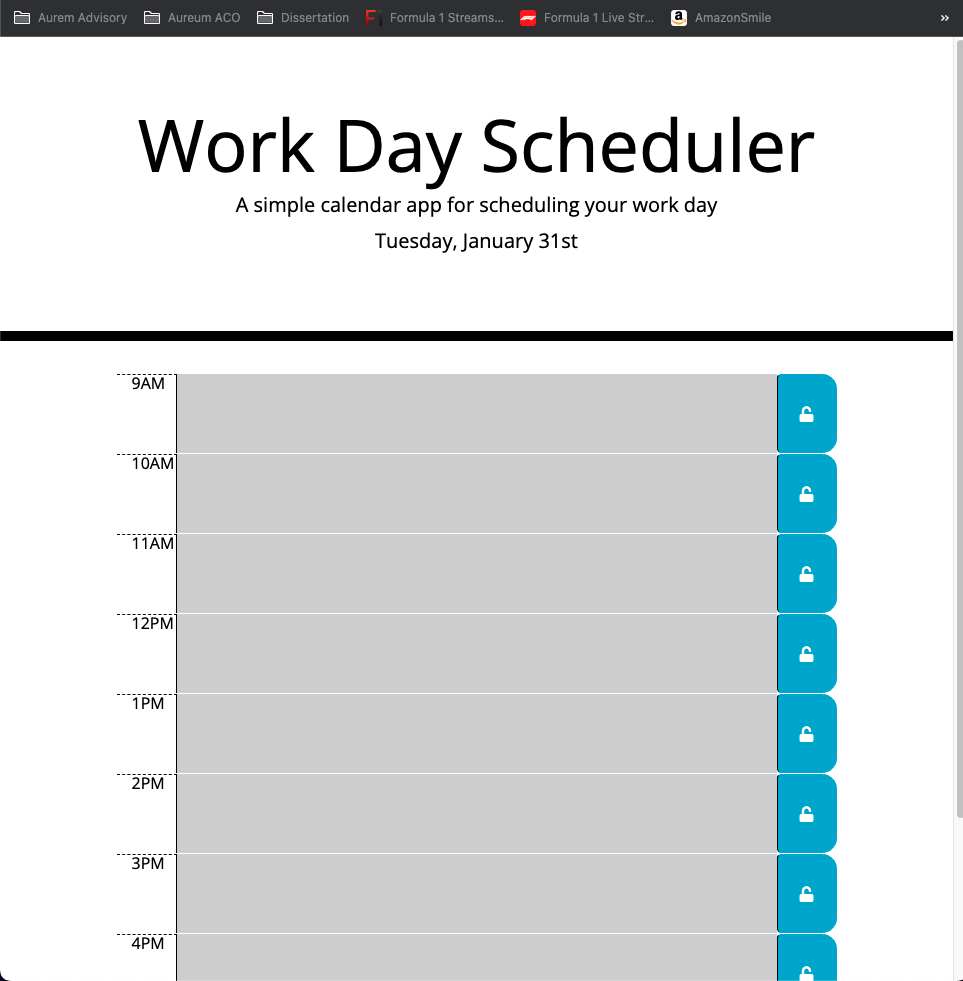 Aurem Advisory Aureum ACO Dissertation Formula 1 Streams... Formula 1 Live Str... AmazonSmile »
Work Day Scheduler
A simple calendar app for scheduling your work day
Tuesday, January 31st
9AM
10AM
11AM
12PM
1PM
2PM
3PM
4PM